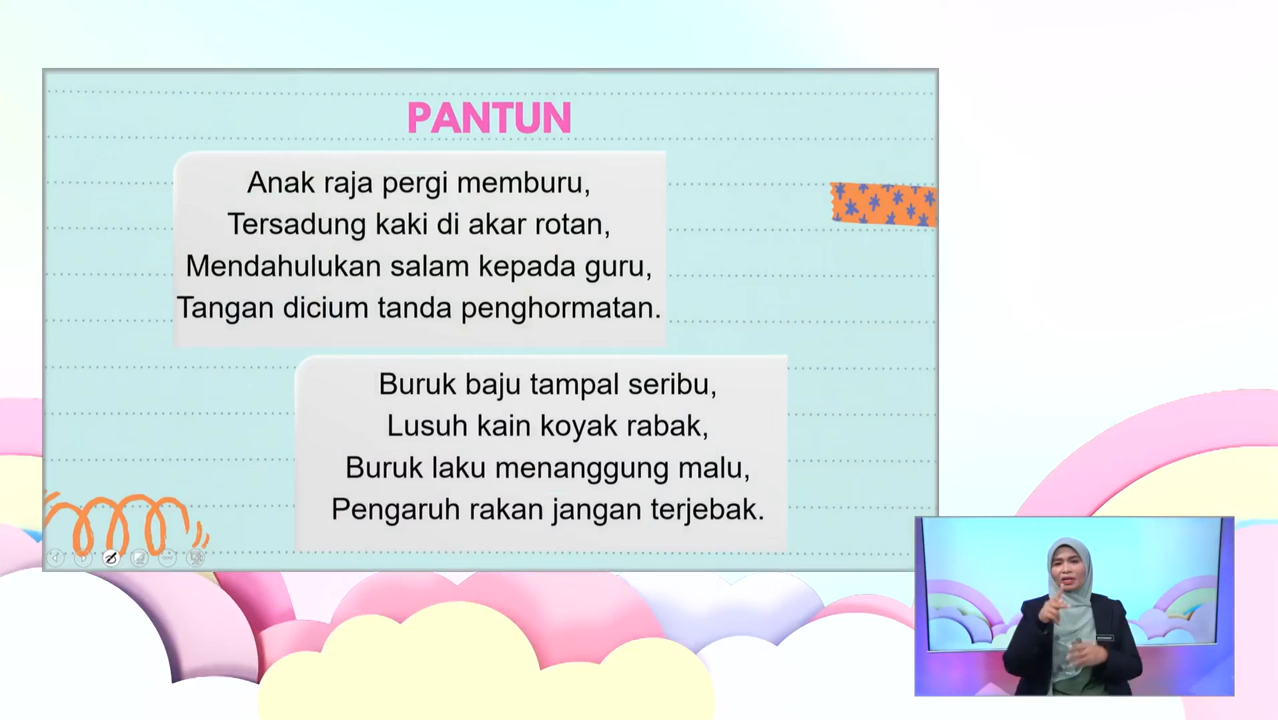 PANTUN
Anak raja pergi memburu,
Tersadung kaki di akar rotan,
Mendahulukan salam kepada guru,
Tangan dicium tanda penghormatan.
Buruk baju tampal seribu,
Lusuh kain koyak rabak,
Buruk laku menanggung malu,
Pengaruh rakan jangan terjebak.